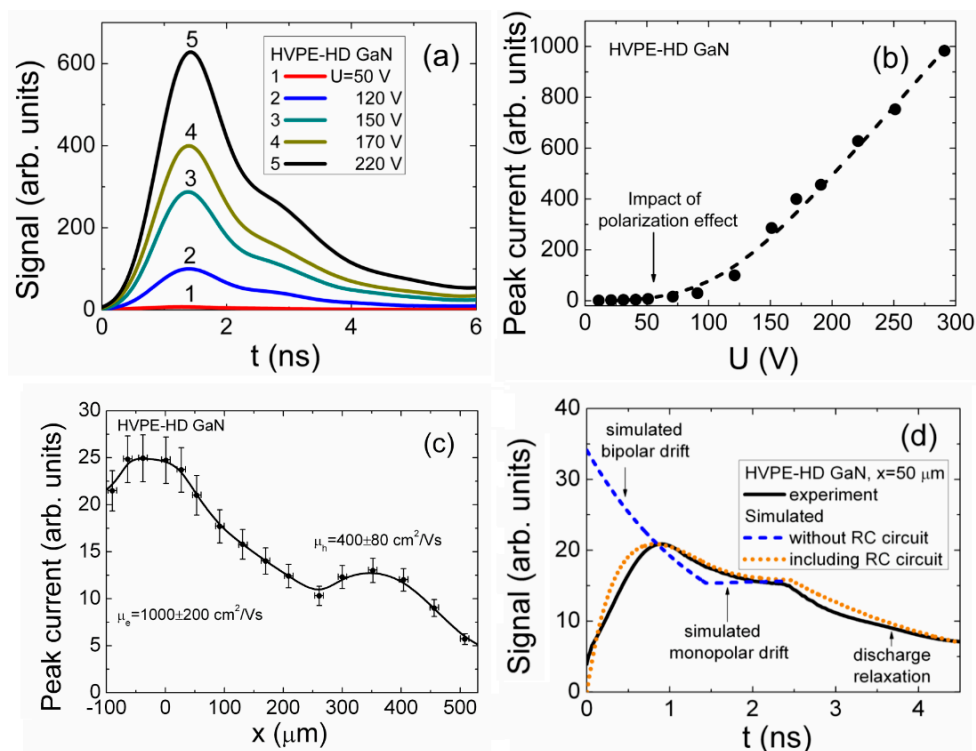 (a)
HVPE-HD GaN
1 U=50 V
2 120 V
3 150 V
4 170 V
5 220 V
5
4
3
2
1
600
400
200
0
0 2 4 6
Signal (arb. units)
t (ns)
(b)
HVPE-HD GaN
Impact of
polarization effect
1000
800
600
400
200
0
0 50 100 150 200 250 300
Peak current (arb. units)
U (V)
(c)
HVPE-HD GaN
μh=400±80 cm²/Vs
μe=1000±200 cm²/Vs
30
25
20
15
10
5
0
-100 0 100 200 300 400 500
Peak current (arb. units)
x (μm)
(d)
simulated
bipolar drift
HVPE-HD GaN, x=50 μm
experiment
Simulated
without RC circuit
including RC circuit
simulated
monopolar drift
discharge
relaxation
40
30
20
10
0
0 1 2 3 4
Signal (arb. units)
t (ns)